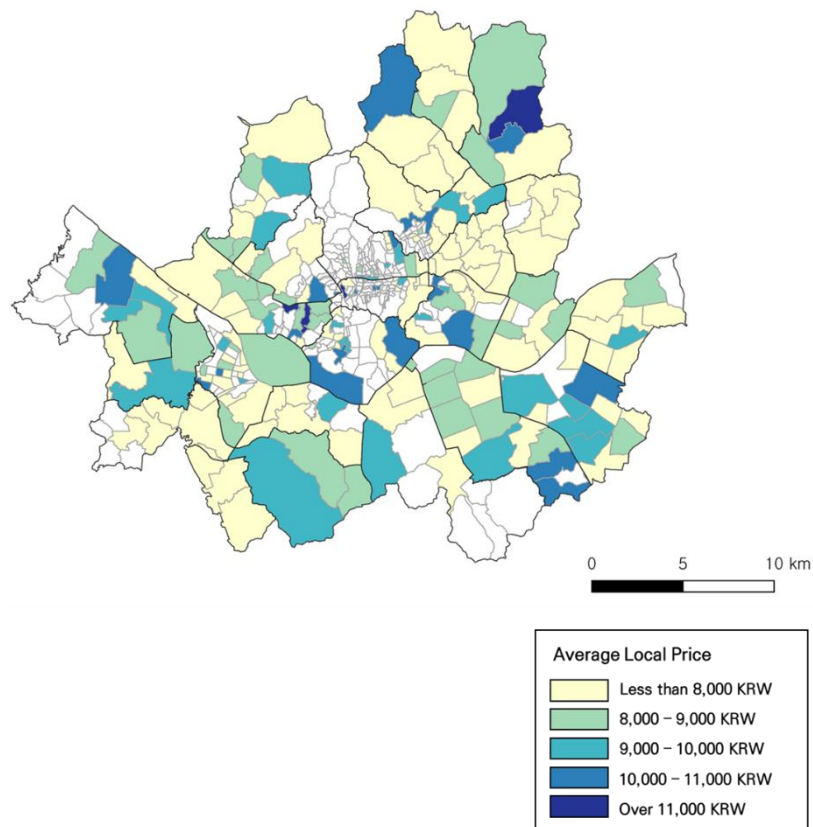 0 5 10 km
Average Local Price
Less than 8,000 KRW
8,000 – 9,000 KRW
9,000 – 10,000 KRW
10,000 – 11,000 KRW
Over 11,000 KRW